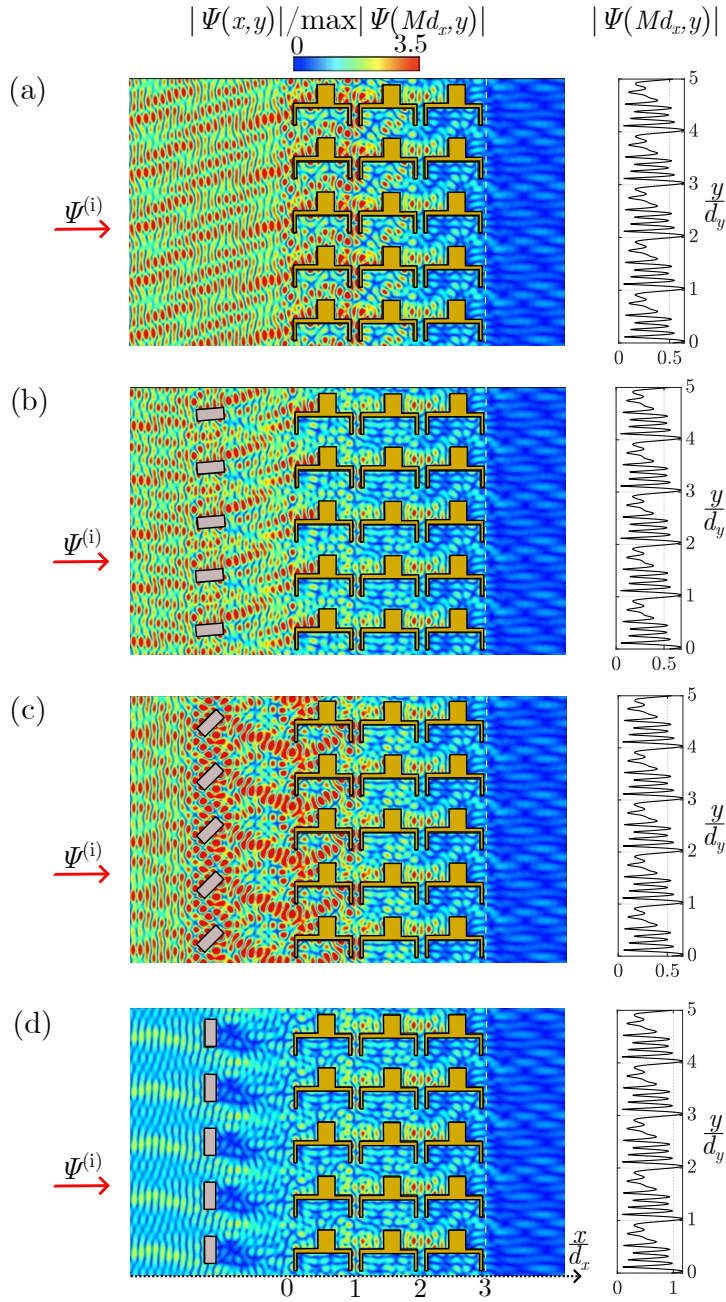 |Ψ(x,y)|/max|Ψ(Md_x,y)| |Ψ(Md_x,y)|
0 3.5
(a)
Ψ^(i)
5
4
3
2
1
0
y/d_y
0 0.5
(b)
Ψ^(i)
5
4
3
2
1
0
y/d_y
0 0.5
(c)
Ψ^(i)
5
4
3
2
1
0
y/d_y
0 0.5
(d)
Ψ^(i)
5
4
3
2
1
0
y/d_y
x/d_x
0 1 2 3
0 1